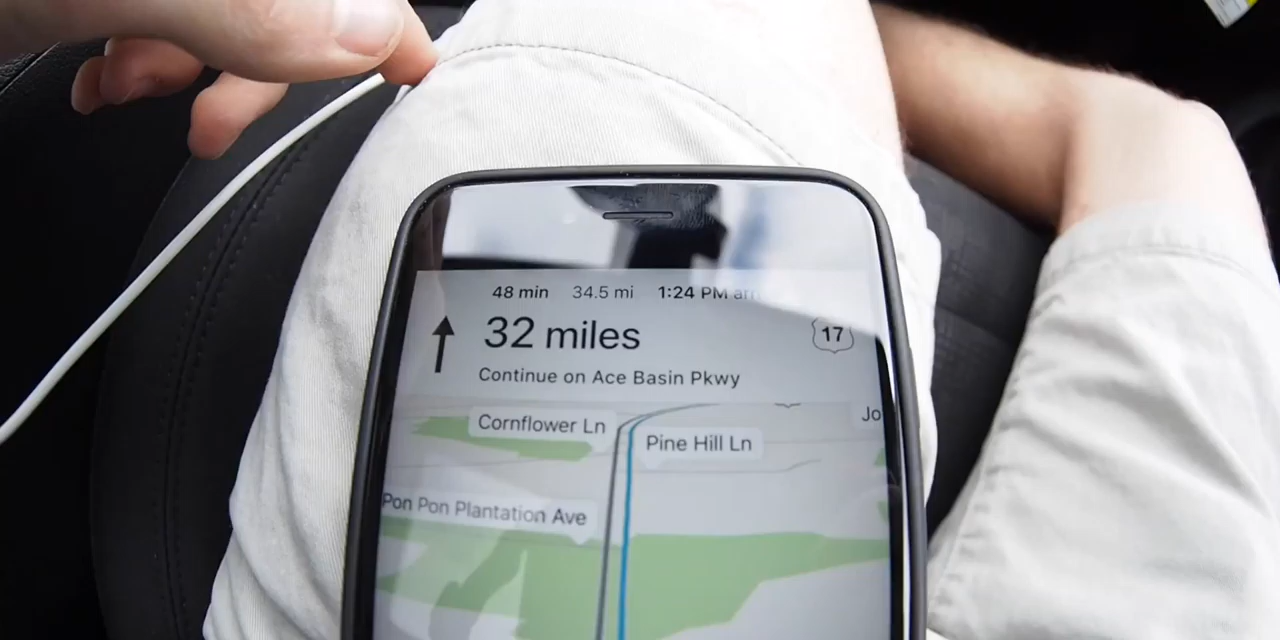 48 min 34.5 mi 1:24 PM
32 miles
17
Continue on Ace Basin Pkwy
Cornflower Ln
Pine Hill Ln
Pon Pon Plantation Ave